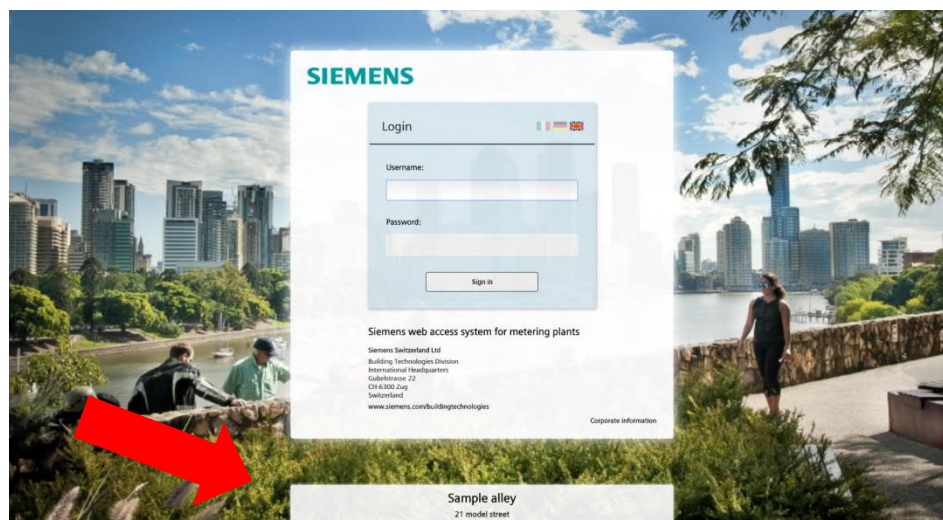 SIEMENS
Login
Username:
Password:
Sign in
Siemens web access system for metering plants
Siemens Switzerland Ltd
Building Technologies Division
International Headquarters
Gubelstrasse 22
CH-6300 Zug
Switzerland
www.siemens.com/buildingtechnologies
Corporate information
Sample alley
21 model street